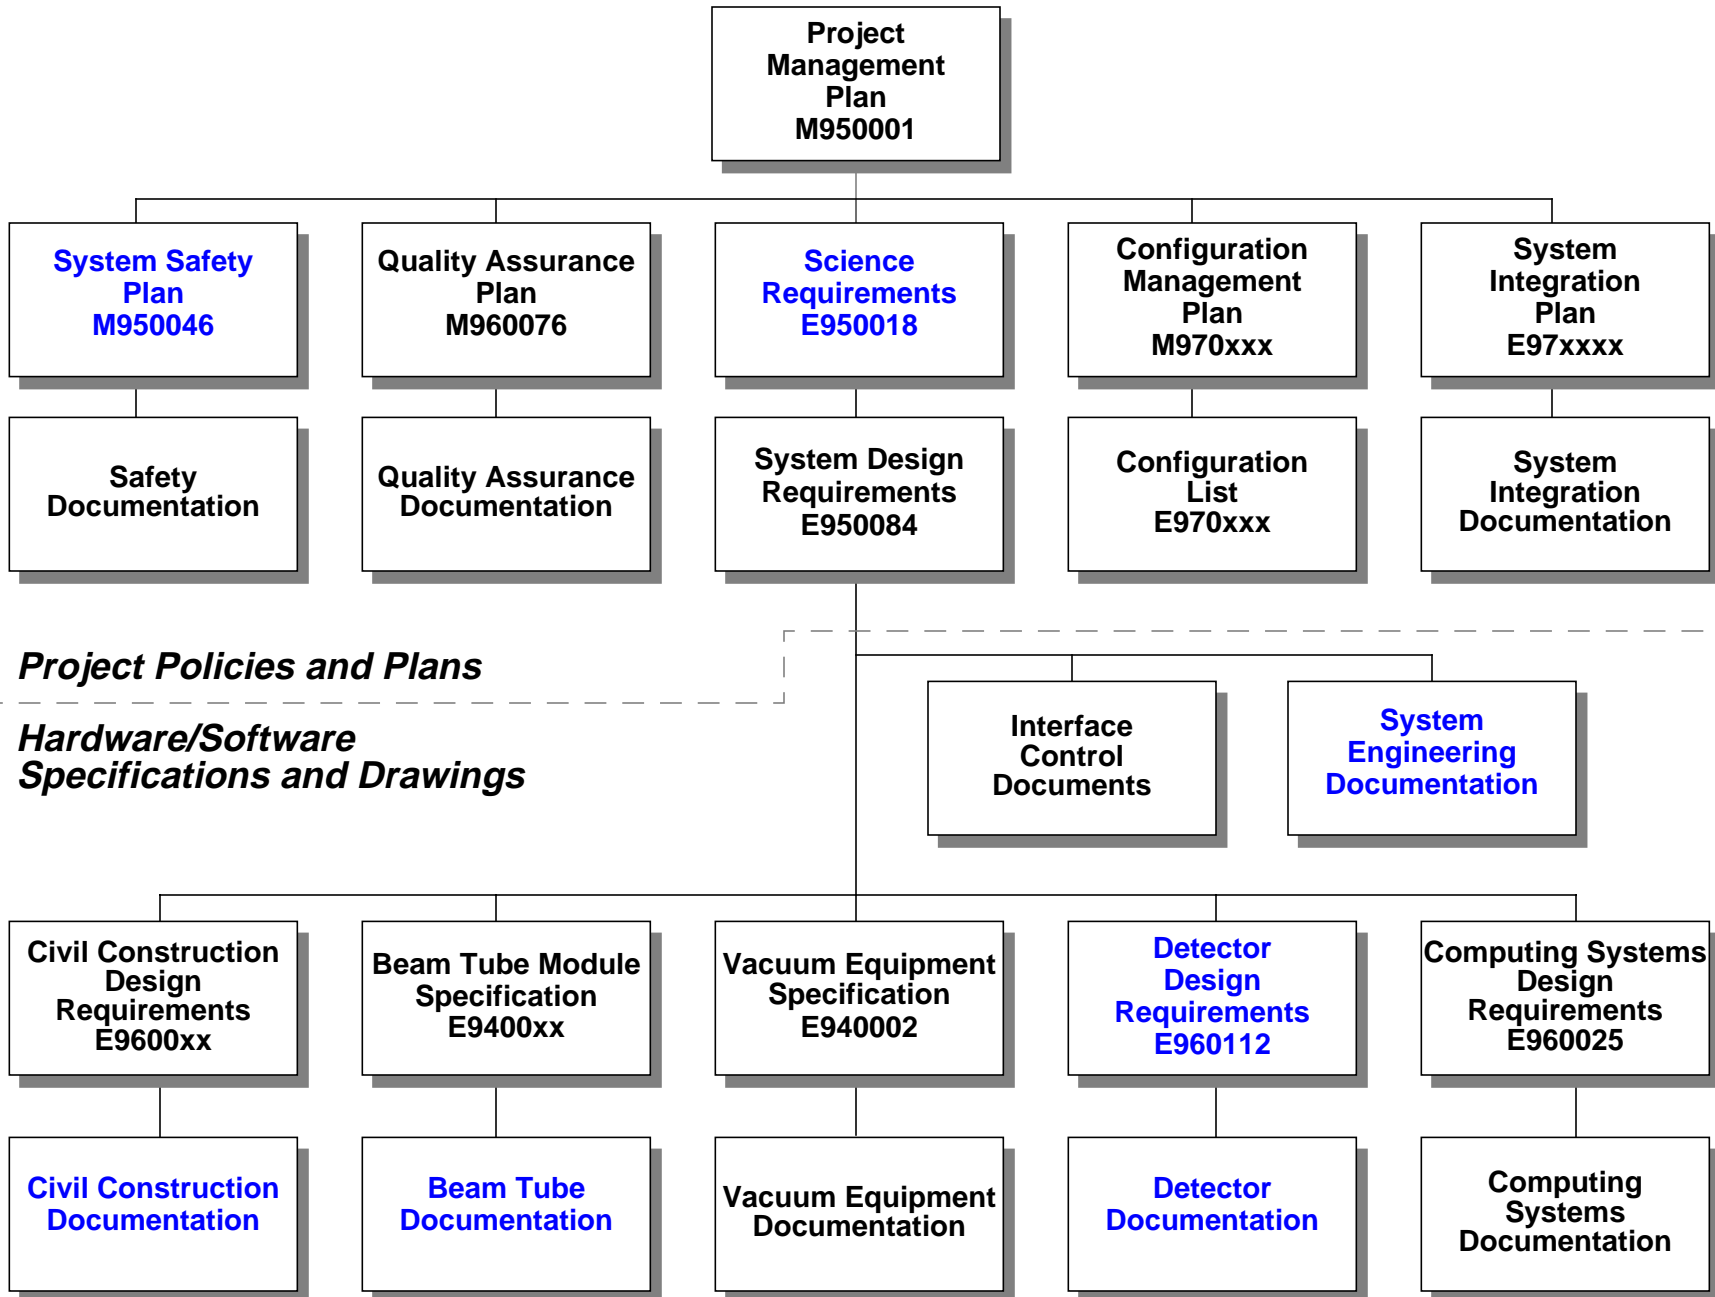 Project
Management
Plan
M950001
System Safety
Plan
M950046
Quality Assurance
Plan
M960076
Science
Requirements
E950018
Configuration
Management
Plan
M970xxx
System
Integration
Plan
E97xxxx
Safety
Documentation
Quality Assurance
Documentation
System Design
Requirements
E950084
Configuration
List
E970xxx
System
Integration
Documentation
Project Policies and Plans
Hardware/Software
Specifications and Drawings
Interface
Control
Documents
System
Engineering
Documentation
Civil Construction
Design
Requirements
E9600xx
Beam Tube Module
Specification
E9400xx
Vacuum Equipment
Specification
E940002
Detector
Design
Requirements
E960112
Computing Systems
Design
Requirements
E960025
Civil Construction
Documentation
Beam Tube
Documentation
Vacuum Equipment
Documentation
Detector
Documentation
Computing
Systems
Documentation